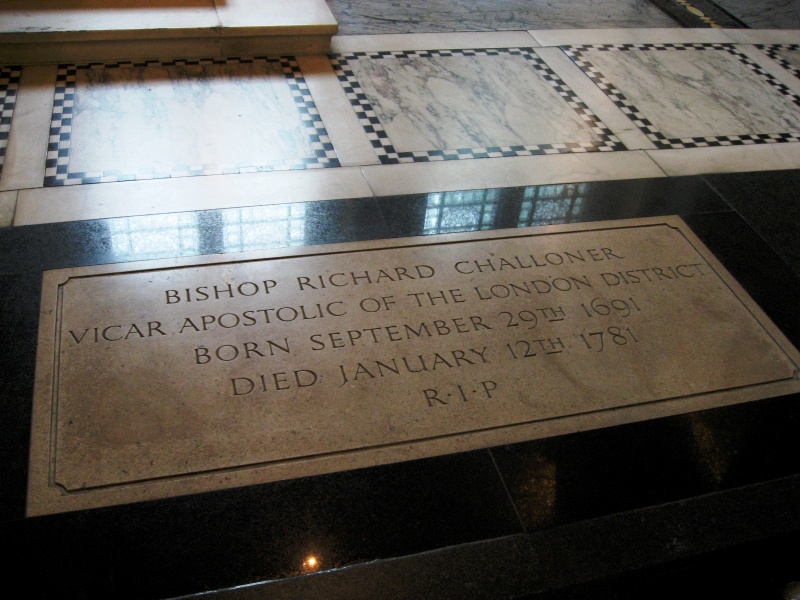 BISHOP RICHARD CHALLONER
VICAR APOSTOLIC OF THE LONDON DISTRICT
BORN SEPTEMBER 29TH 1691
DIED JANUARY 12TH 1781
R·I·P